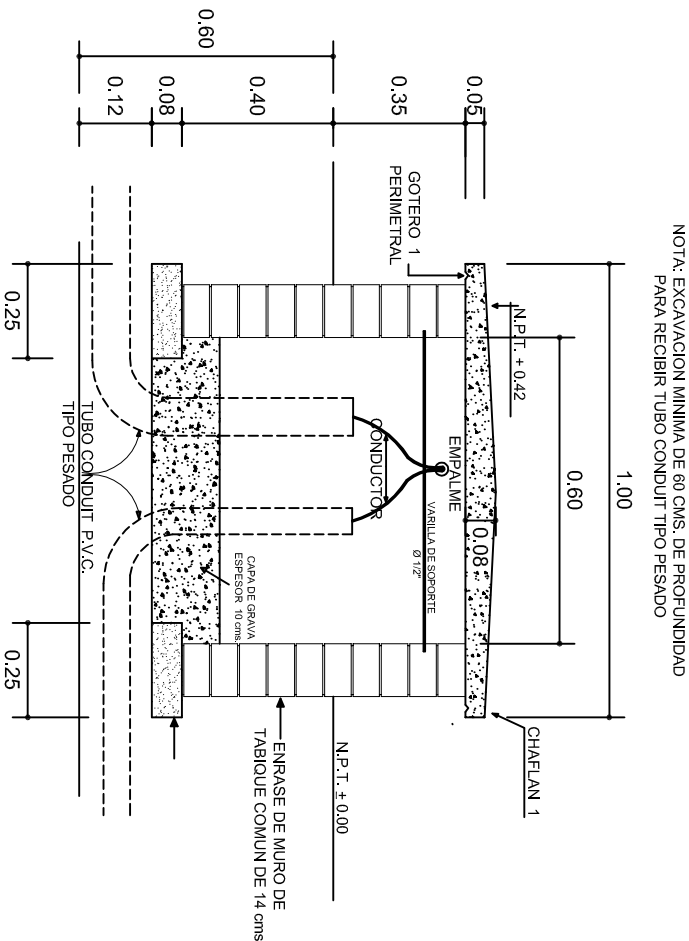 NOTA: EXCAVACION MINIMA DE 60 CMS. DE PROFUNDIDAD
PARA RECIBIR TUBO CONDUIT TIPO PESADO
1.00
0.60
N.P.T. + 0.42
CHAFLAN 1
0.08
GOTERO 1
PERIMETRAL
EMPALME
VARILLA DE SOPORTE
Ø 1/2"
CONDUCTOR
N.P.T. ± 0.00
CAPA DE GRAVA
ESPESOR 10 cms.
ENRASE DE MURO DE
TABIQUE COMUN DE 14 cms
TUBO CONDUIT P.V.C.
TIPO PESADO
0.25
0.25
0.05
0.35
0.40
0.08
0.12
0.60